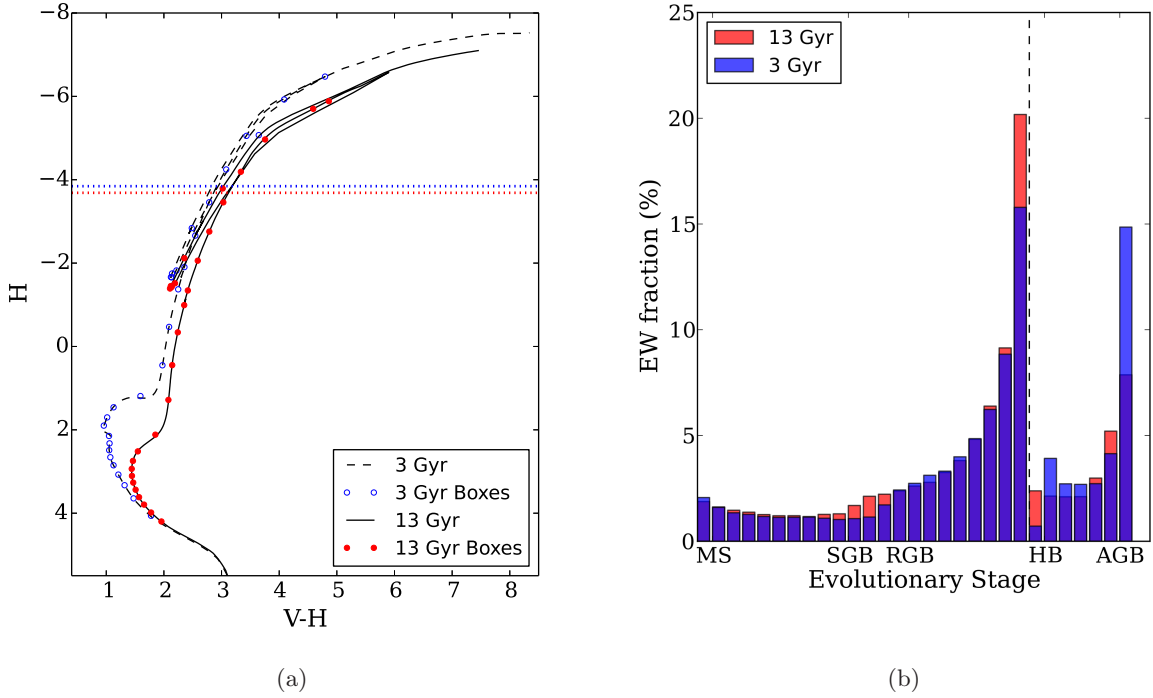 −8
−6
−4
−2
0
2
4
H
1 2 3 4 5 6 7 8
V-H
3 Gyr
3 Gyr Boxes
13 Gyr
13 Gyr Boxes
(a)
25
20
15
10
5
0
EW fraction (%)
13 Gyr
3 Gyr
MS SGB RGB HB AGB
Evolutionary Stage
(b)